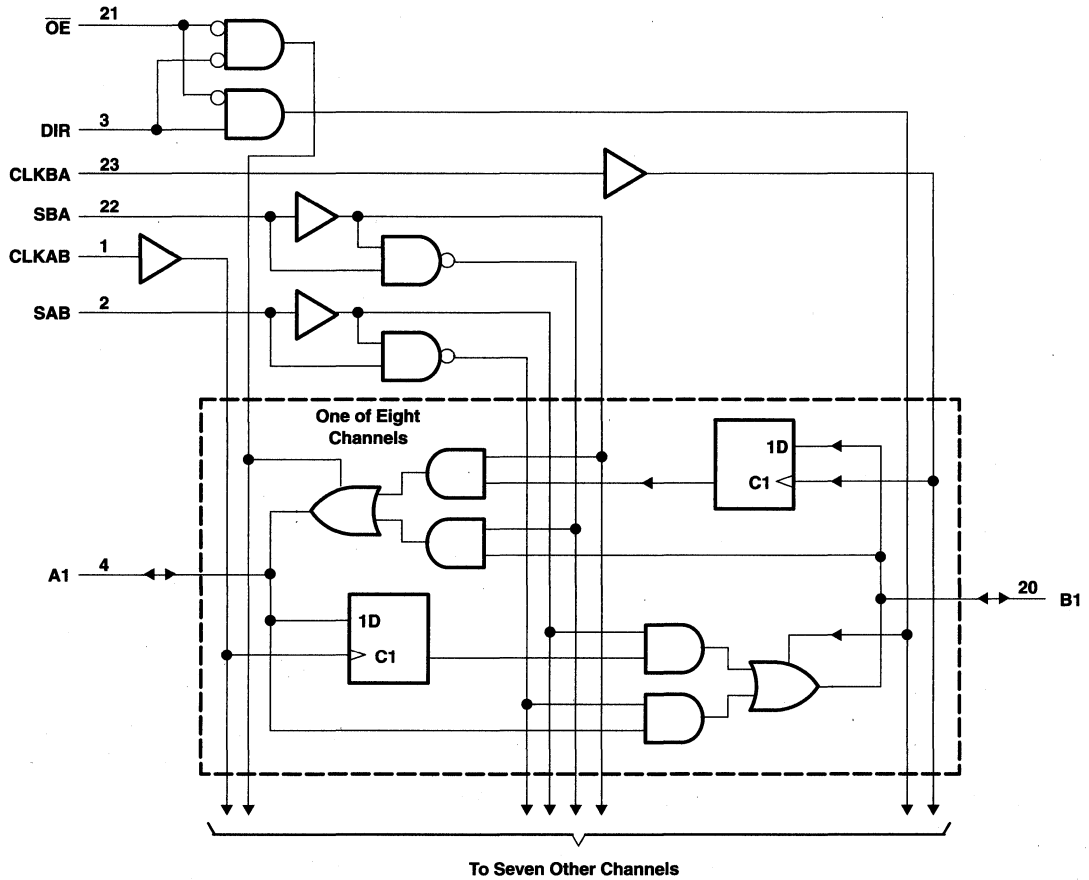 OE 21
DIR 3
CLKBA 23
SBA 22
CLKAB 1
SAB 2
One of Eight
Channels
1D
C1
A1 4
20 B1
1D
C1
To Seven Other Channels